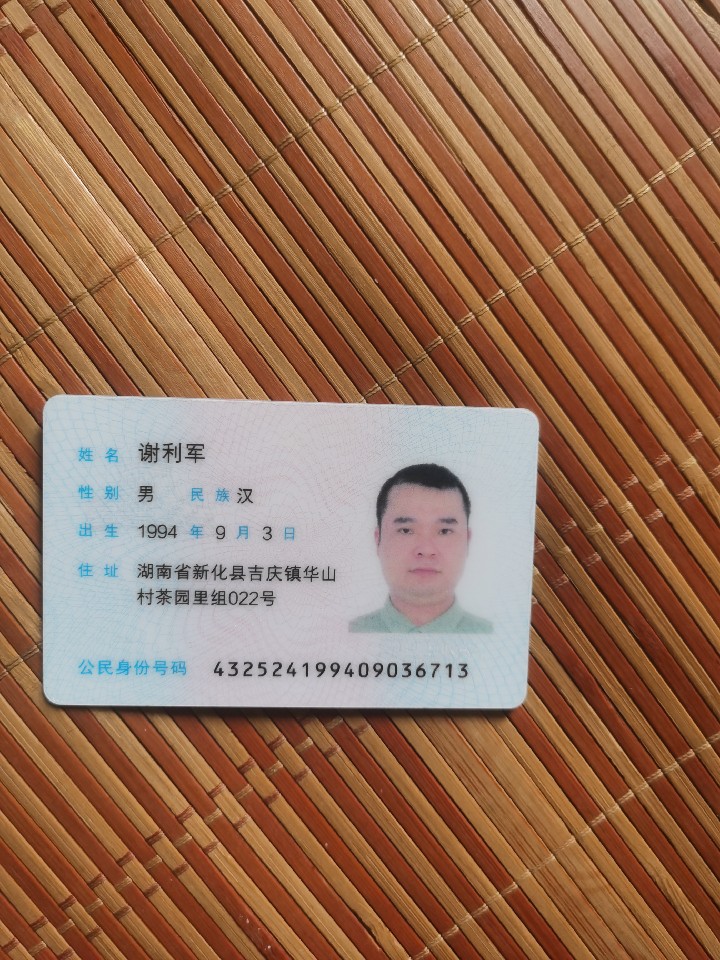 姓名 谢利军
性别 男 民族 汉
出生 1994 年 9 月 3 日
住址 湖南省新化县吉庆镇华山
村茶园里组022号
公民身份号码 432524199409036713